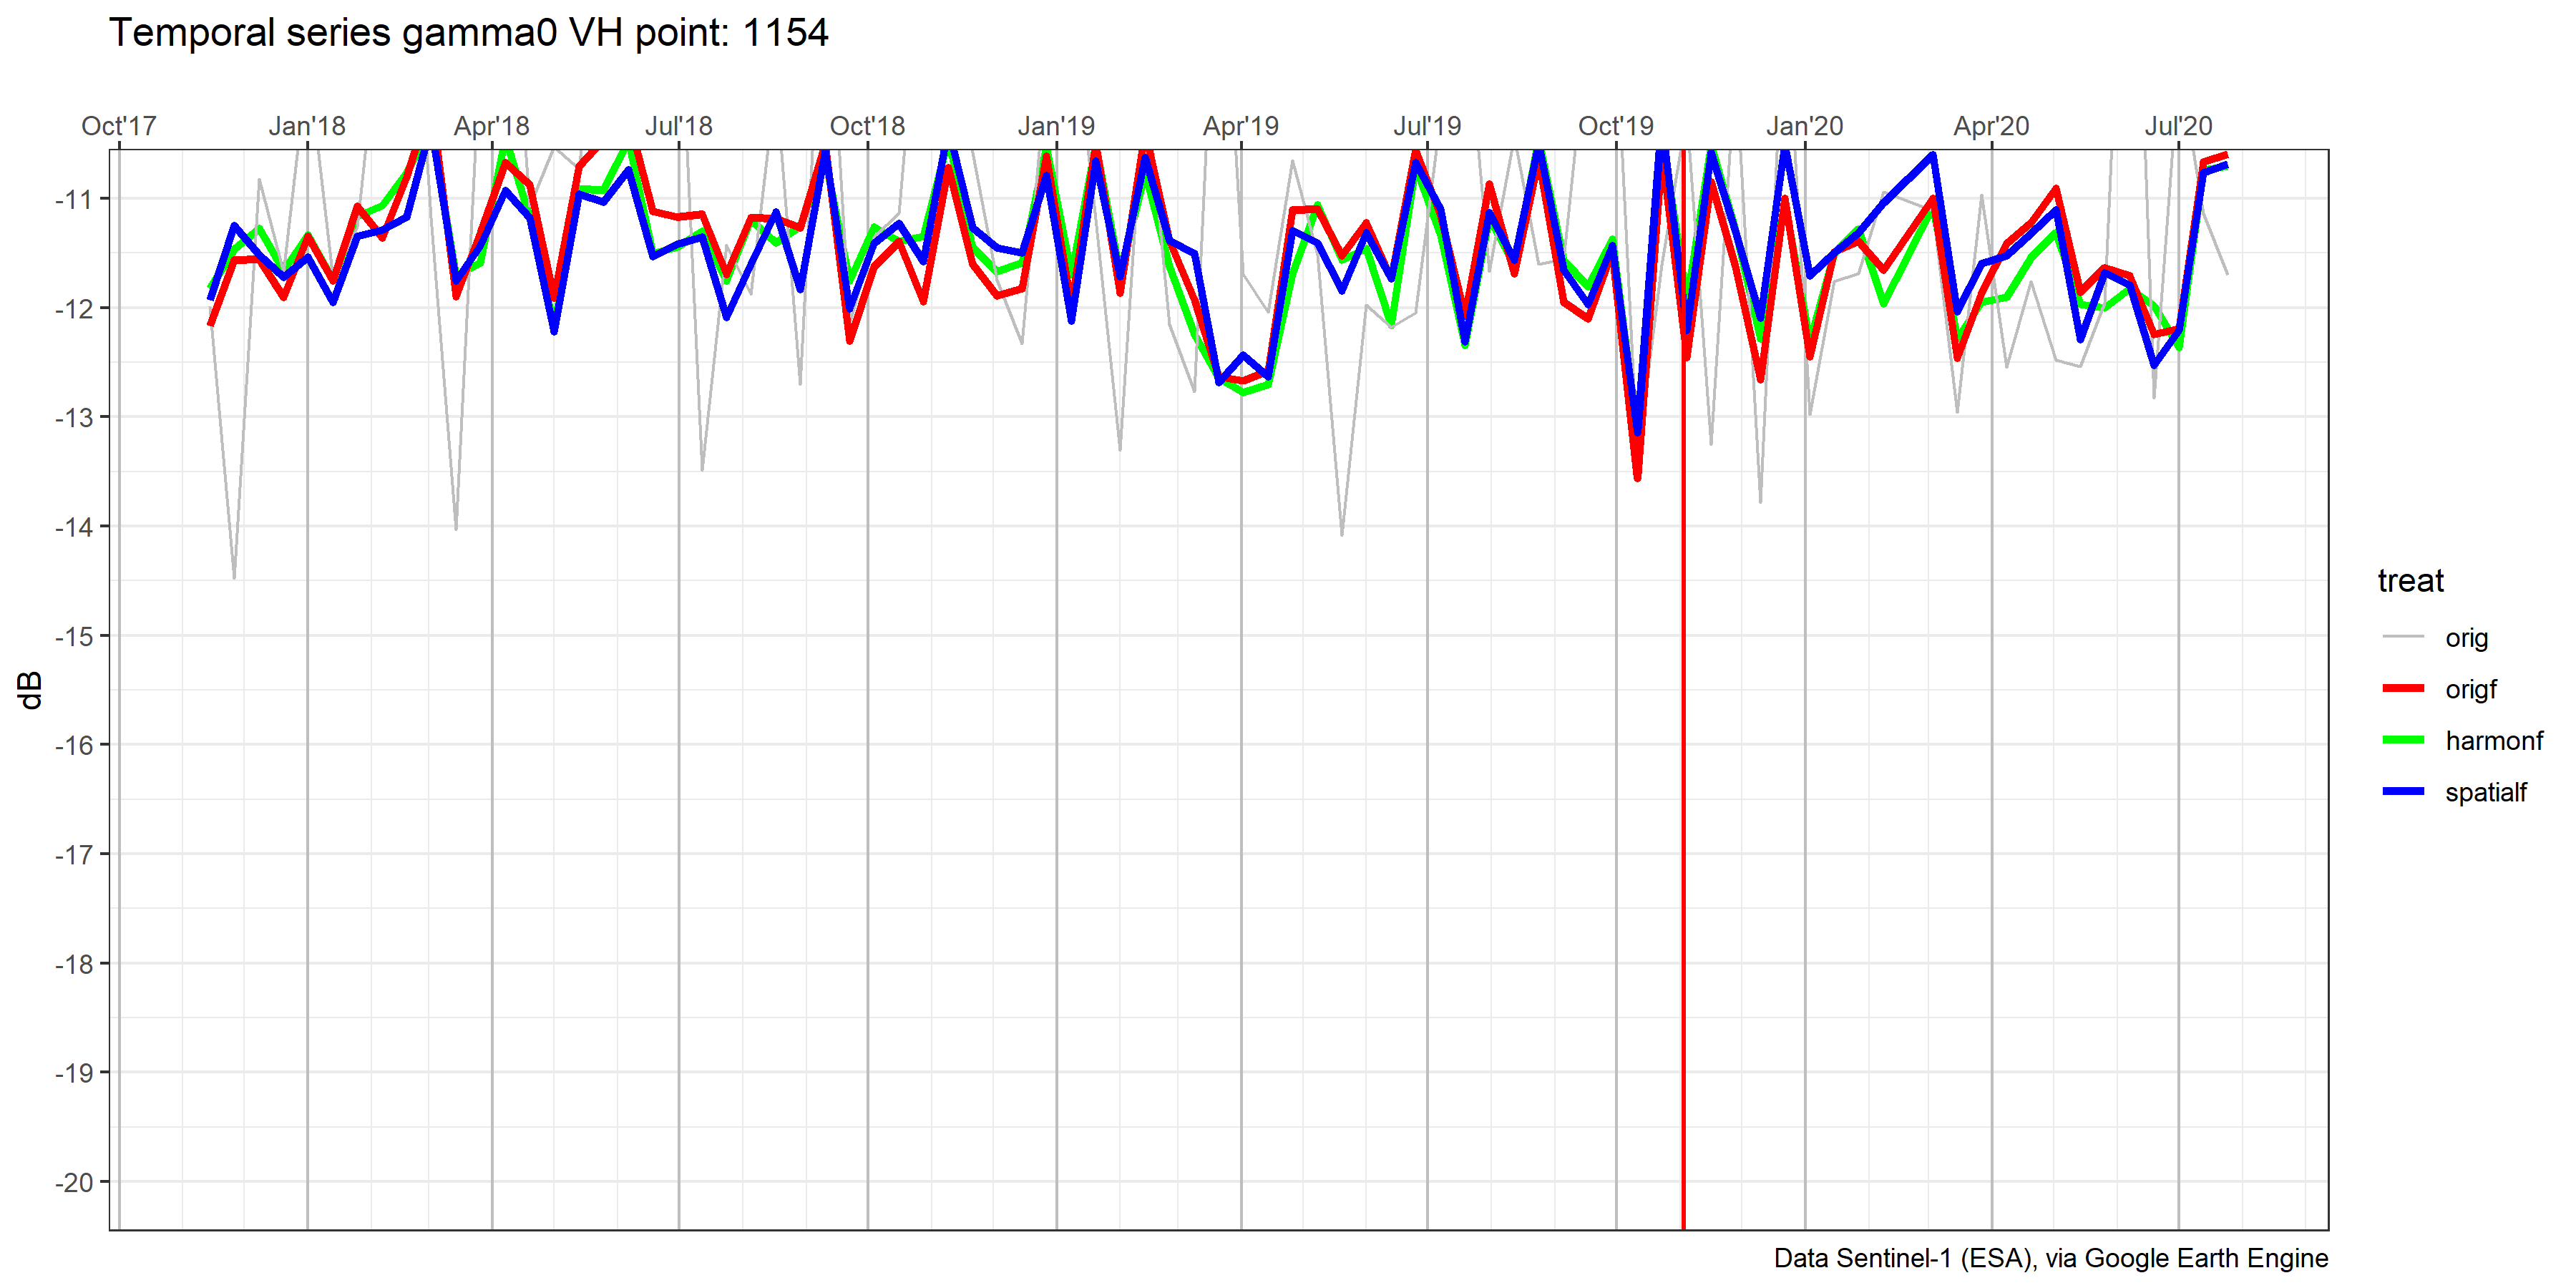 Temporal series gamma0 VH point: 1154
Oct'17 Jan'18 Apr'18 Jul'18 Oct'18 Jan'19 Apr'19 Jul'19 Oct'19 Jan'20 Apr'20 Jul'20
-11
-12
-13
-14
-15
-16
-17
-18
-19
-20
dB
treat
orig
origf
harmonf
spatialf
Data Sentinel-1 (ESA), via Google Earth Engine